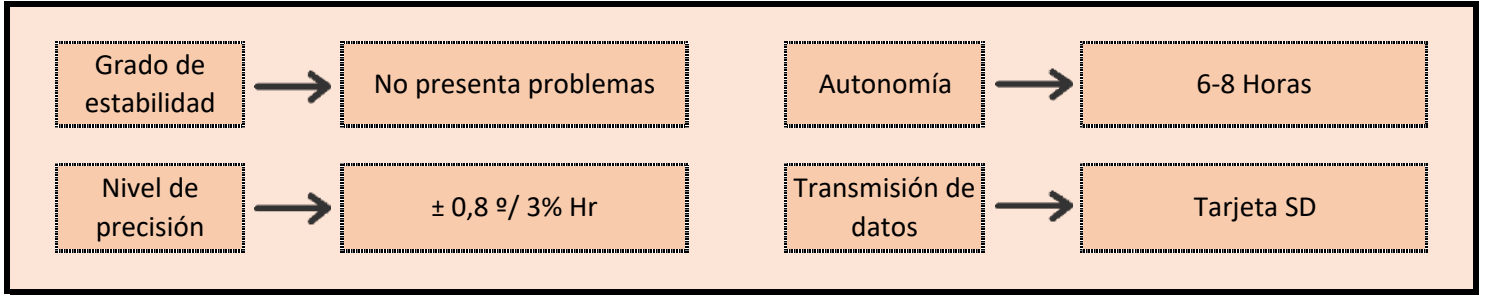 Grado de
estabilidad
No presenta problemas
Autonomía
6-8 Horas
Nivel de
precisión
± 0,8 º/ 3% Hr
Transmisión de
datos
Tarjeta SD